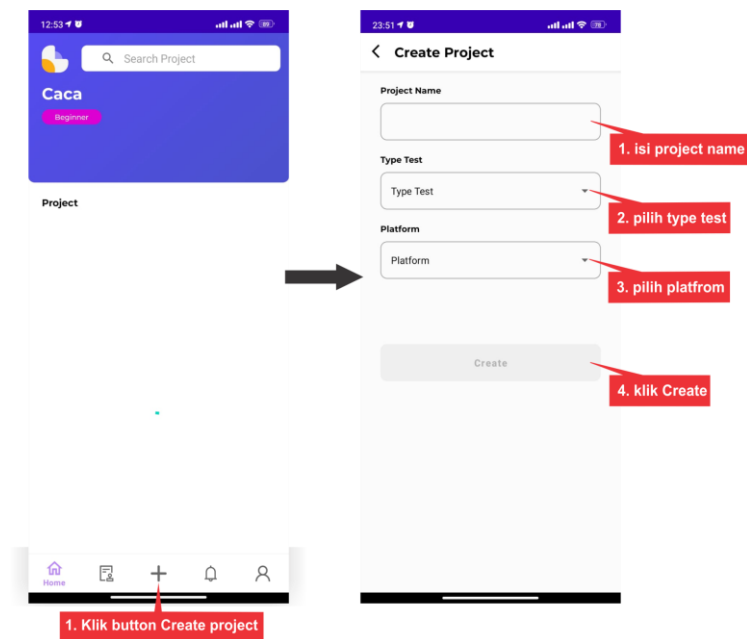 12:53
89
Search Project
Caca
Beginner
Project
Home
1. Klik button Create project
23:51
78
Create Project
Project Name
1. isi project name
Type Test
Type Test
2. pilih type test
Platform
Platform
3. pilih platfrom
Create
4. klik Create